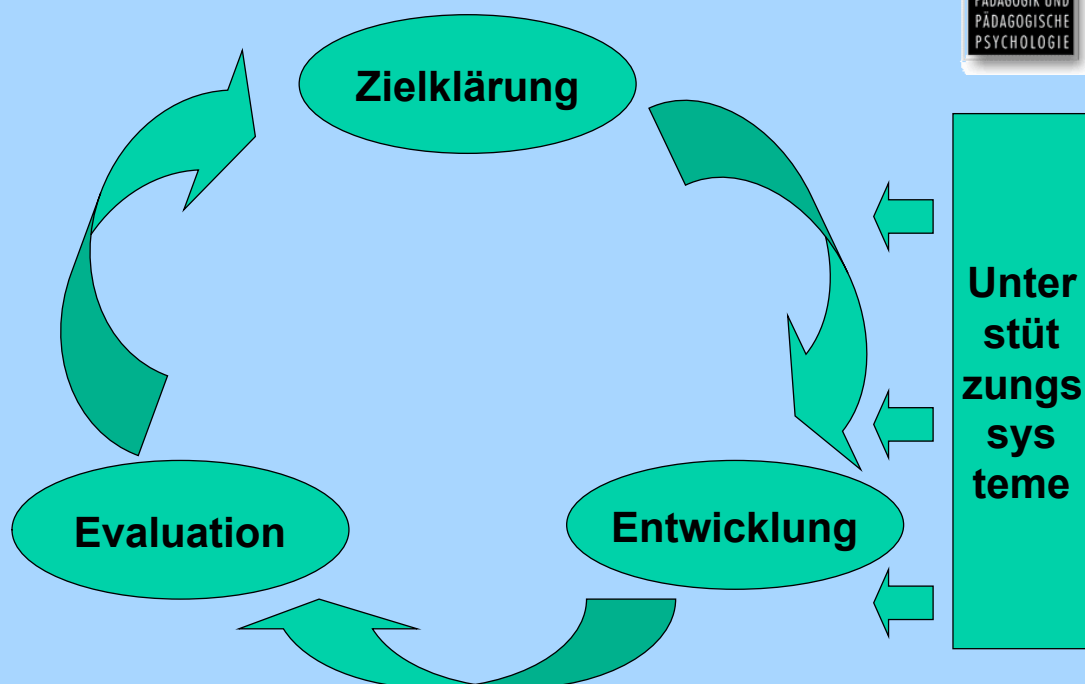 PÄDAGOGIK UND
PÄDAGOGISCHE
PSYCHOLOGIE
Zielklärung
Unter
stüt
zungs
sys
teme
Evaluation
Entwicklung